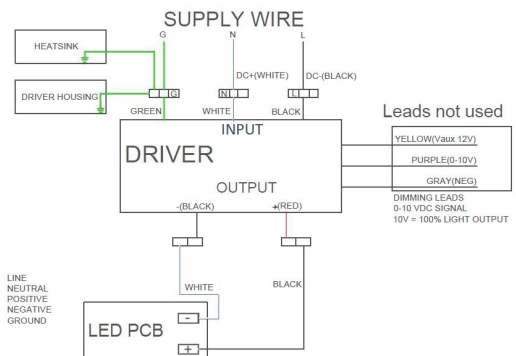 SUPPLY WIRE
G N L
HEATSINK
DC+(WHITE) DC-(BLACK)
DRIVER HOUSING G N L
GREEN WHITE BLACK
Leads not used
INPUT
DRIVER
YELLOW(Vaux 12V)
PURPLE(0-10V)
GRAY(NEG)
OUTPUT
-(BLACK) +(RED)
DIMMING LEADS
0-10 VDC SIGNAL
10V = 100% LIGHT OUTPUT
LINE
NEUTRAL
POSITIVE
NEGATIVE
GROUND
WHITE BLACK
LED PCB
-
+